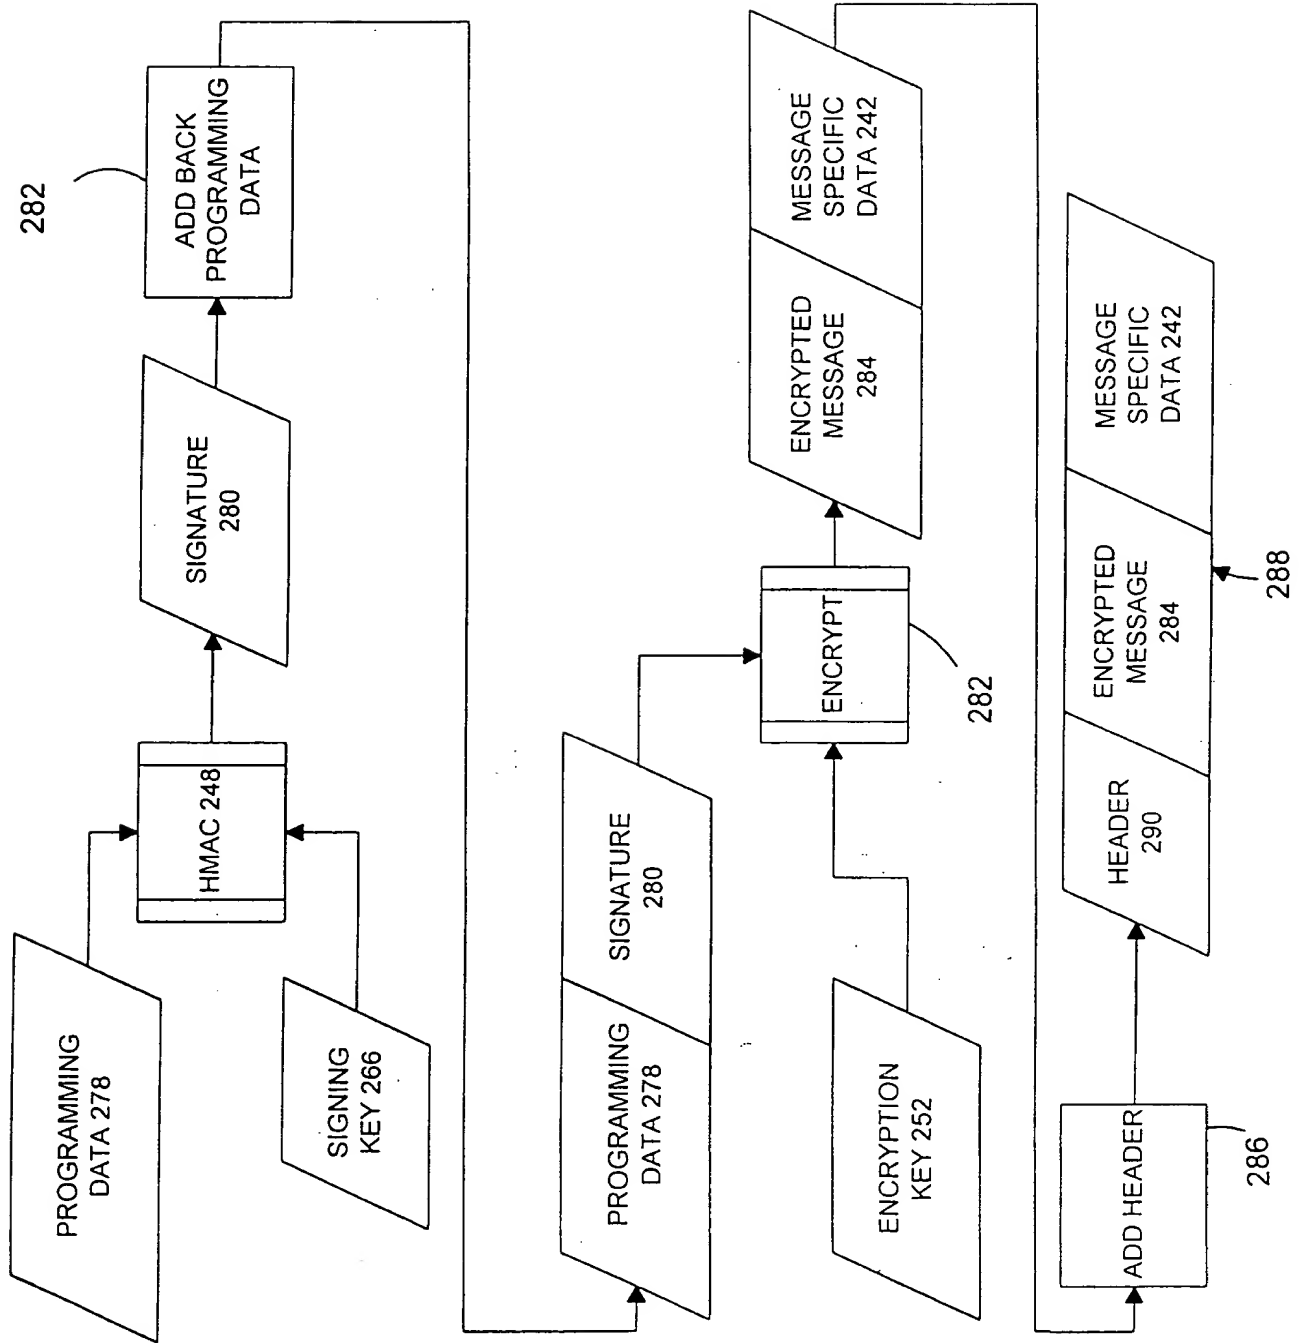 PROGRAMMING
DATA 278
SIGNING
KEY 266
HMAC 248
SIGNATURE
280
ADD BACK
PROGRAMMING
DATA
282
PROGRAMMING
DATA 278
SIGNATURE
280
ENCRYPTION
KEY 252
ENCRYPT
282
ENCRYPTED
MESSAGE
284
MESSAGE
SPECIFIC
DATA 242
ADD HEADER
286
HEADER
290
ENCRYPTED
MESSAGE
284
MESSAGE
SPECIFIC
DATA 242
288